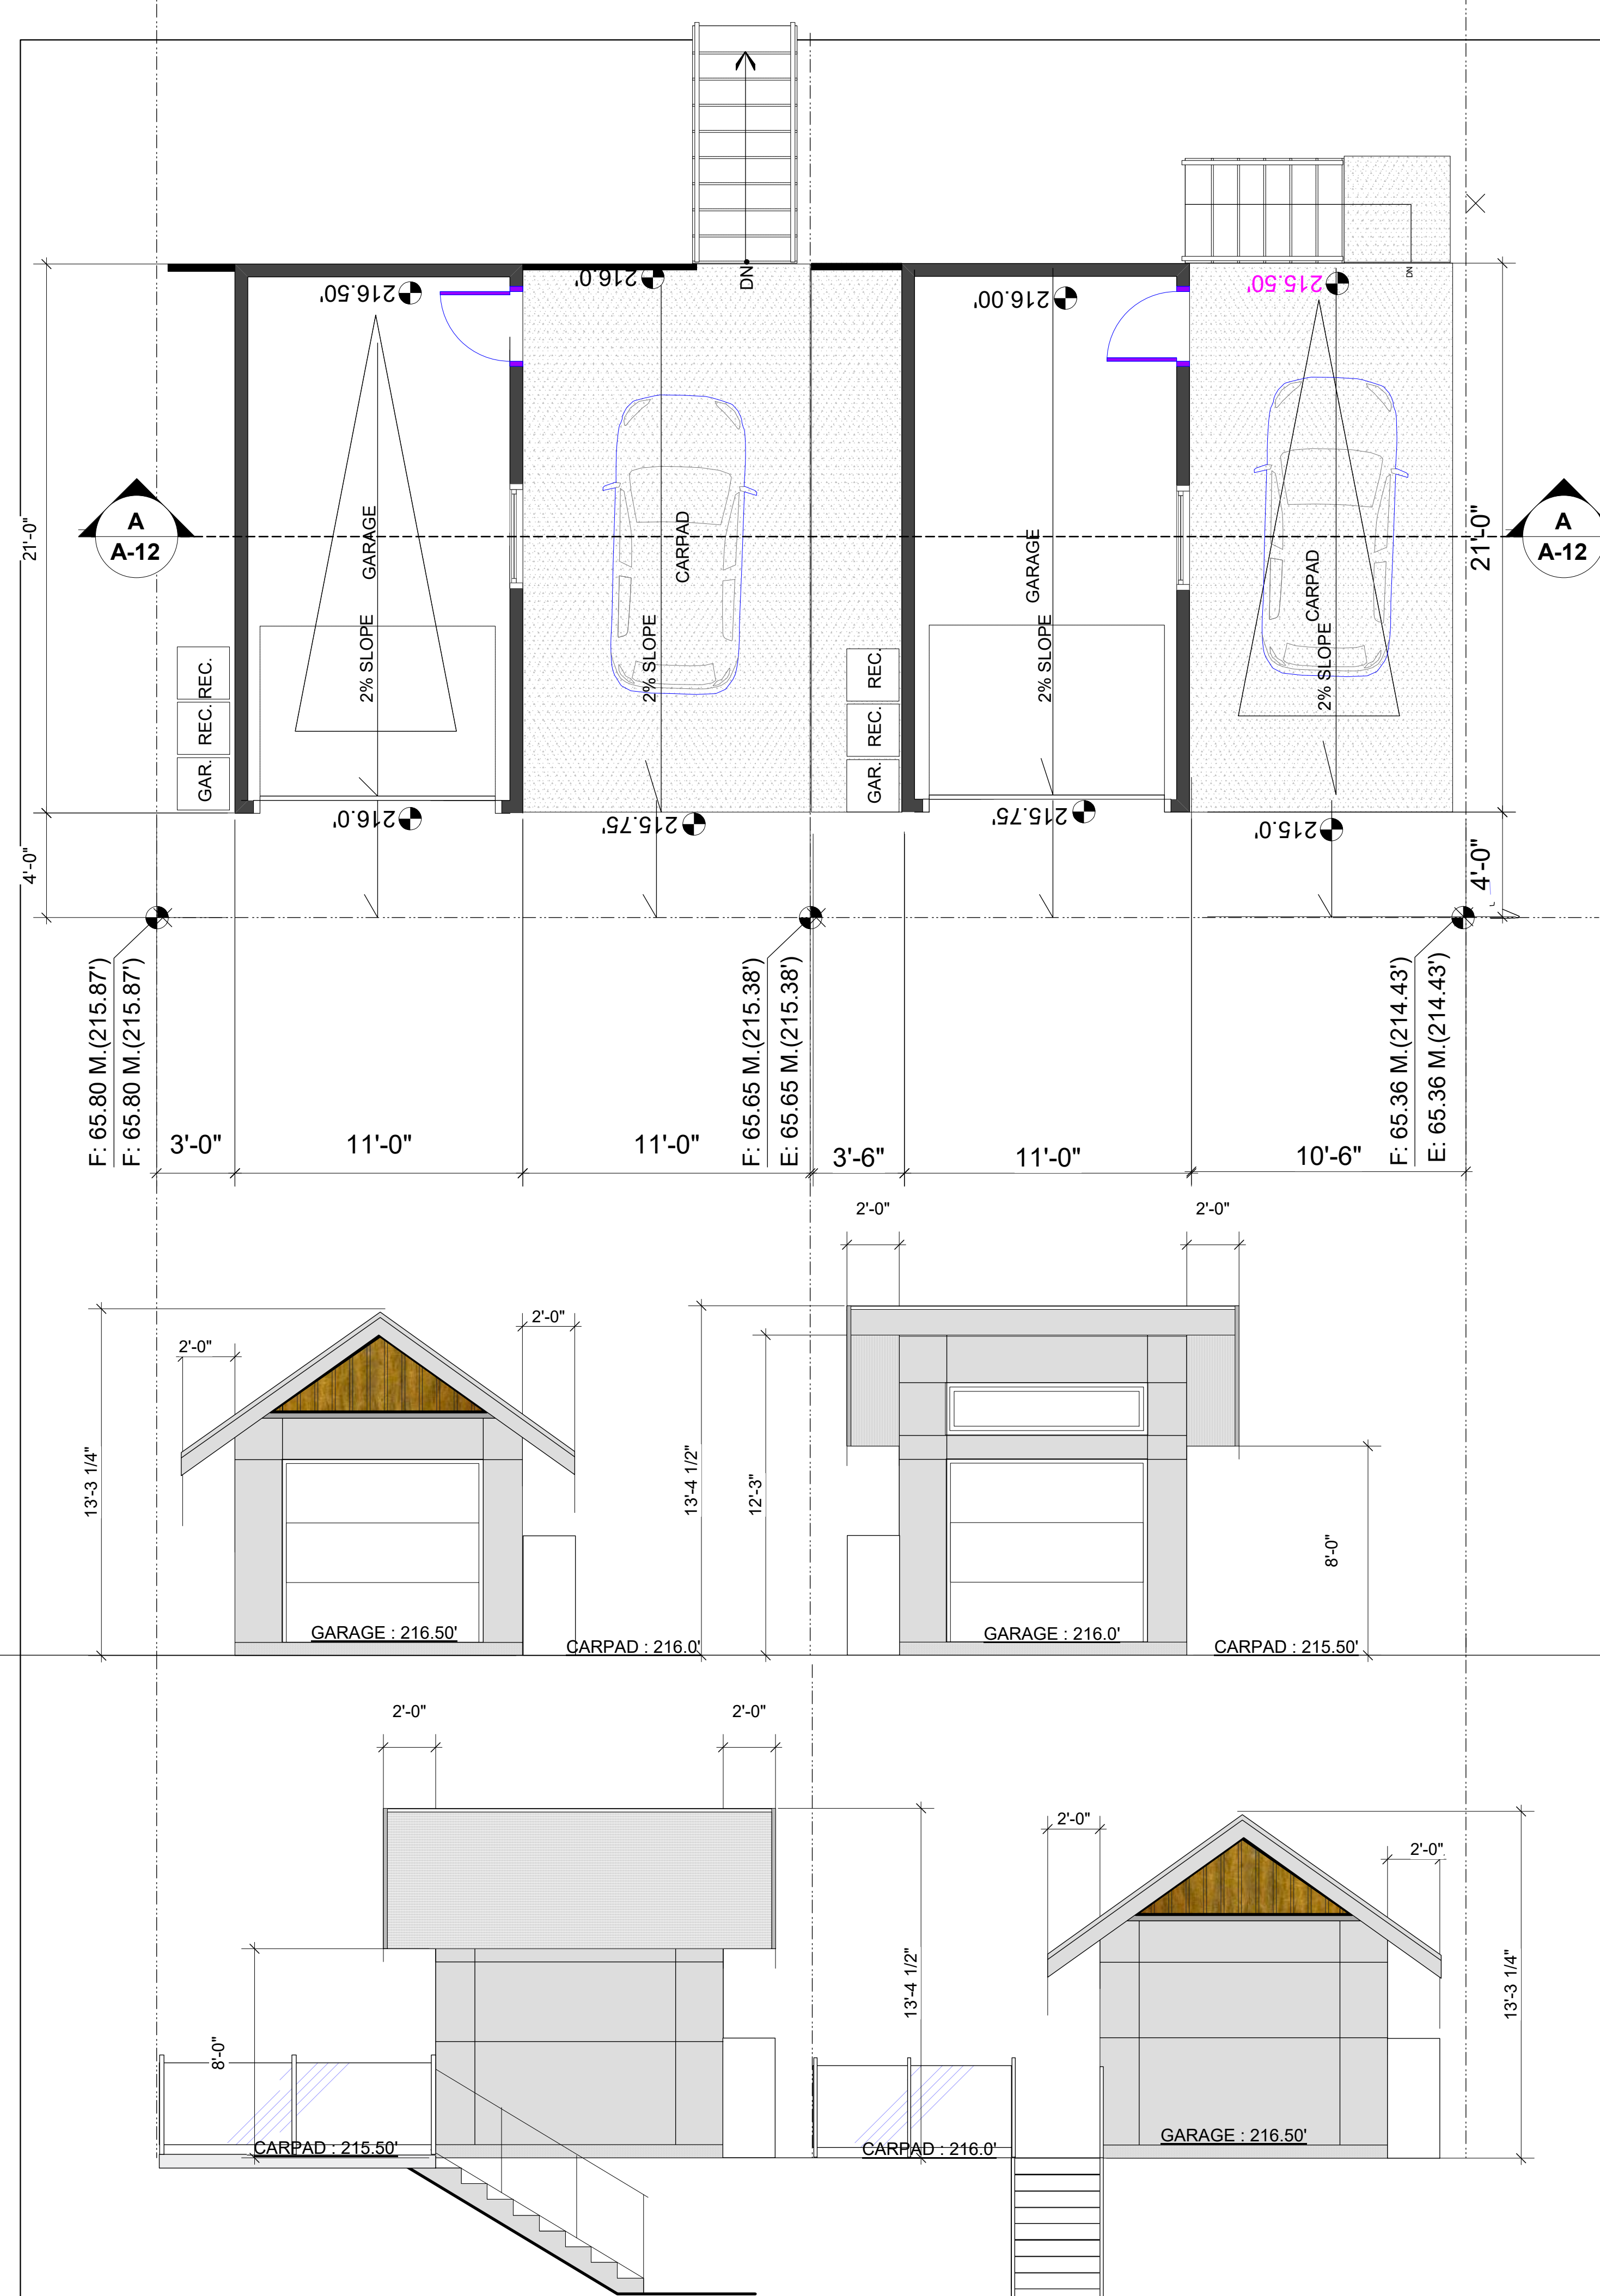 DN
DN
216.50'
216.0'
216.00'
215.50'
21'-0"
A
A-12
GARAGE
2% SLOPE
CARPAD
2% SLOPE
GARAGE
2% SLOPE
CARPAD
2% SLOPE
21'-0"
A
A-12
REC.
REC.
GAR.
REC.
REC.
GAR.
216.0'
215.75'
215.75'
215.0'
4'-0"
4'-0"
F: 65.80 M.(215.87')
F: 65.80 M.(215.87')
F: 65.65 M.(215.38')
E: 65.65 M.(215.38')
F: 65.36 M.(214.43')
E: 65.36 M.(214.43')
3'-0"
11'-0"
11'-0"
3'-6"
11'-0"
10'-6"
2'-0"
2'-0"
2'-0"
2'-0"
13'-3 1/4"
13'-4 1/2"
12'-3"
8'-0"
GARAGE : 216.50'
CARPAD : 216.0'
GARAGE : 216.0'
CARPAD : 215.50'
2'-0"
2'-0"
2'-0"
2'-0"
8'-0"
13'-4 1/2"
13'-3 1/4"
CARPAD : 215.50'
CARPAD : 216.0'
GARAGE : 216.50'